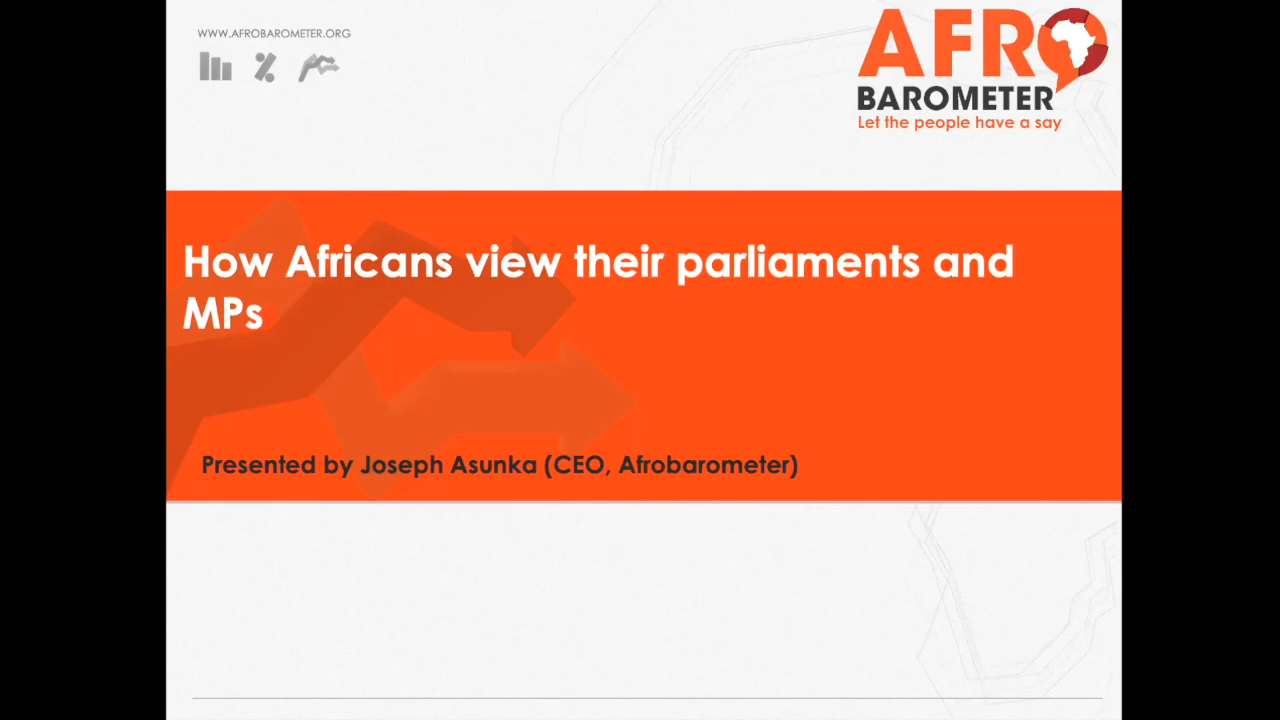 WWW.AFROBAROMETER.ORG
AFRO
BAROMETER
Let the people have a say
How Africans view their parliaments and
MPs
Presented by Joseph Asunka (CEO, Afrobarometer)